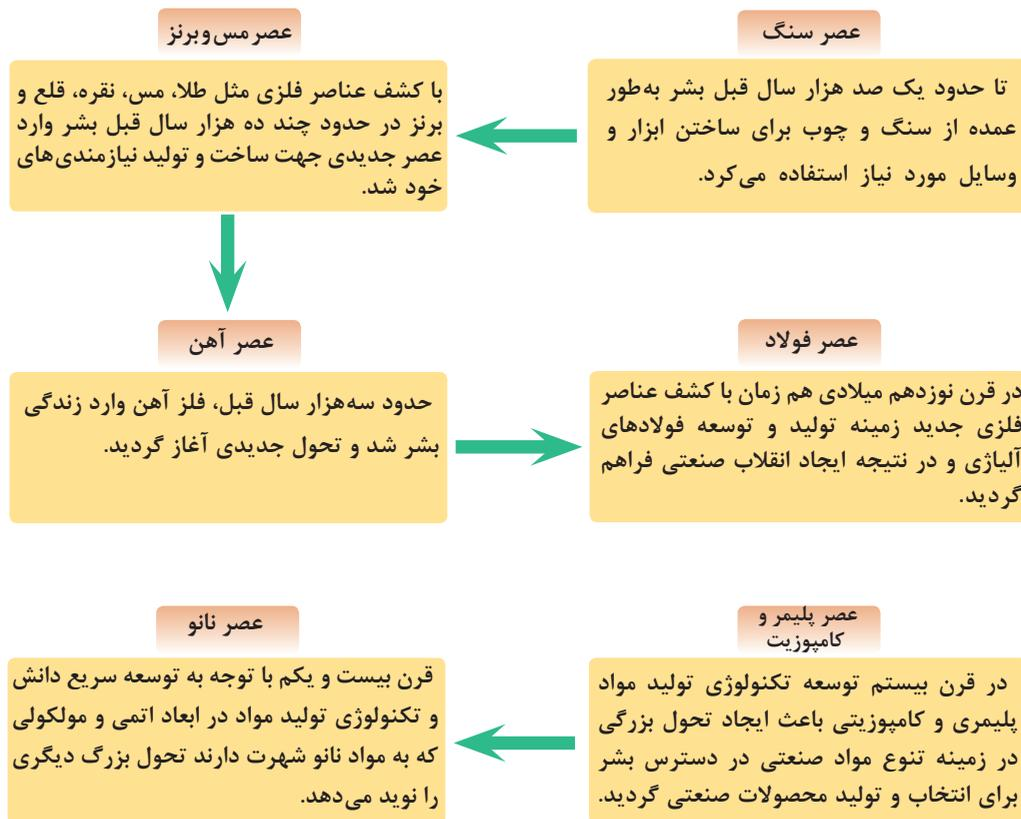 عصر سنگ
تا حدود یک صد هزار سال قبل بشر به‌طور
عمده از سنگ و چوب برای ساختن ابزار و
وسایل مورد نیاز استفاده می‌کرد.
عصر مس و برنز
با کشف عناصر فلزی مثل طلا، مس، نقره، قلع و
برنز در حدود چند ده هزار سال قبل بشر وارد
عصر جدیدی جهت ساخت و تولید نیازمندی‌های
خود شد.
عصر آهن
حدود سه‌هزار سال قبل، فلز آهن وارد زندگی
بشر شد و تحول جدیدی آغاز گردید.
عصر فولاد
در قرن نوزدهم میلادی هم زمان با کشف عناصر
فلزی جدید زمینه تولید و توسعه فولادهای
آلیاژی و در نتیجه ایجاد انقلاب صنعتی فراهم
گردید.
عصر پلیمر و
کامپوزیت
در قرن بیستم توسعه تکنولوژی تولید مواد
پلیمری و کامپوزیتی باعث ایجاد تحول بزرگی
در زمینه تنوع مواد صنعتی در دسترس بشر
برای انتخاب و تولید محصولات صنعتی گردید.
عصر نانو
قرن بیست و یکم با توجه به توسعه سریع دانش
و تکنولوژی تولید مواد در ابعاد اتمی و مولکولی
که به مواد نانو شهرت دارند تحول بزرگ دیگری
را نوید می‌دهد.